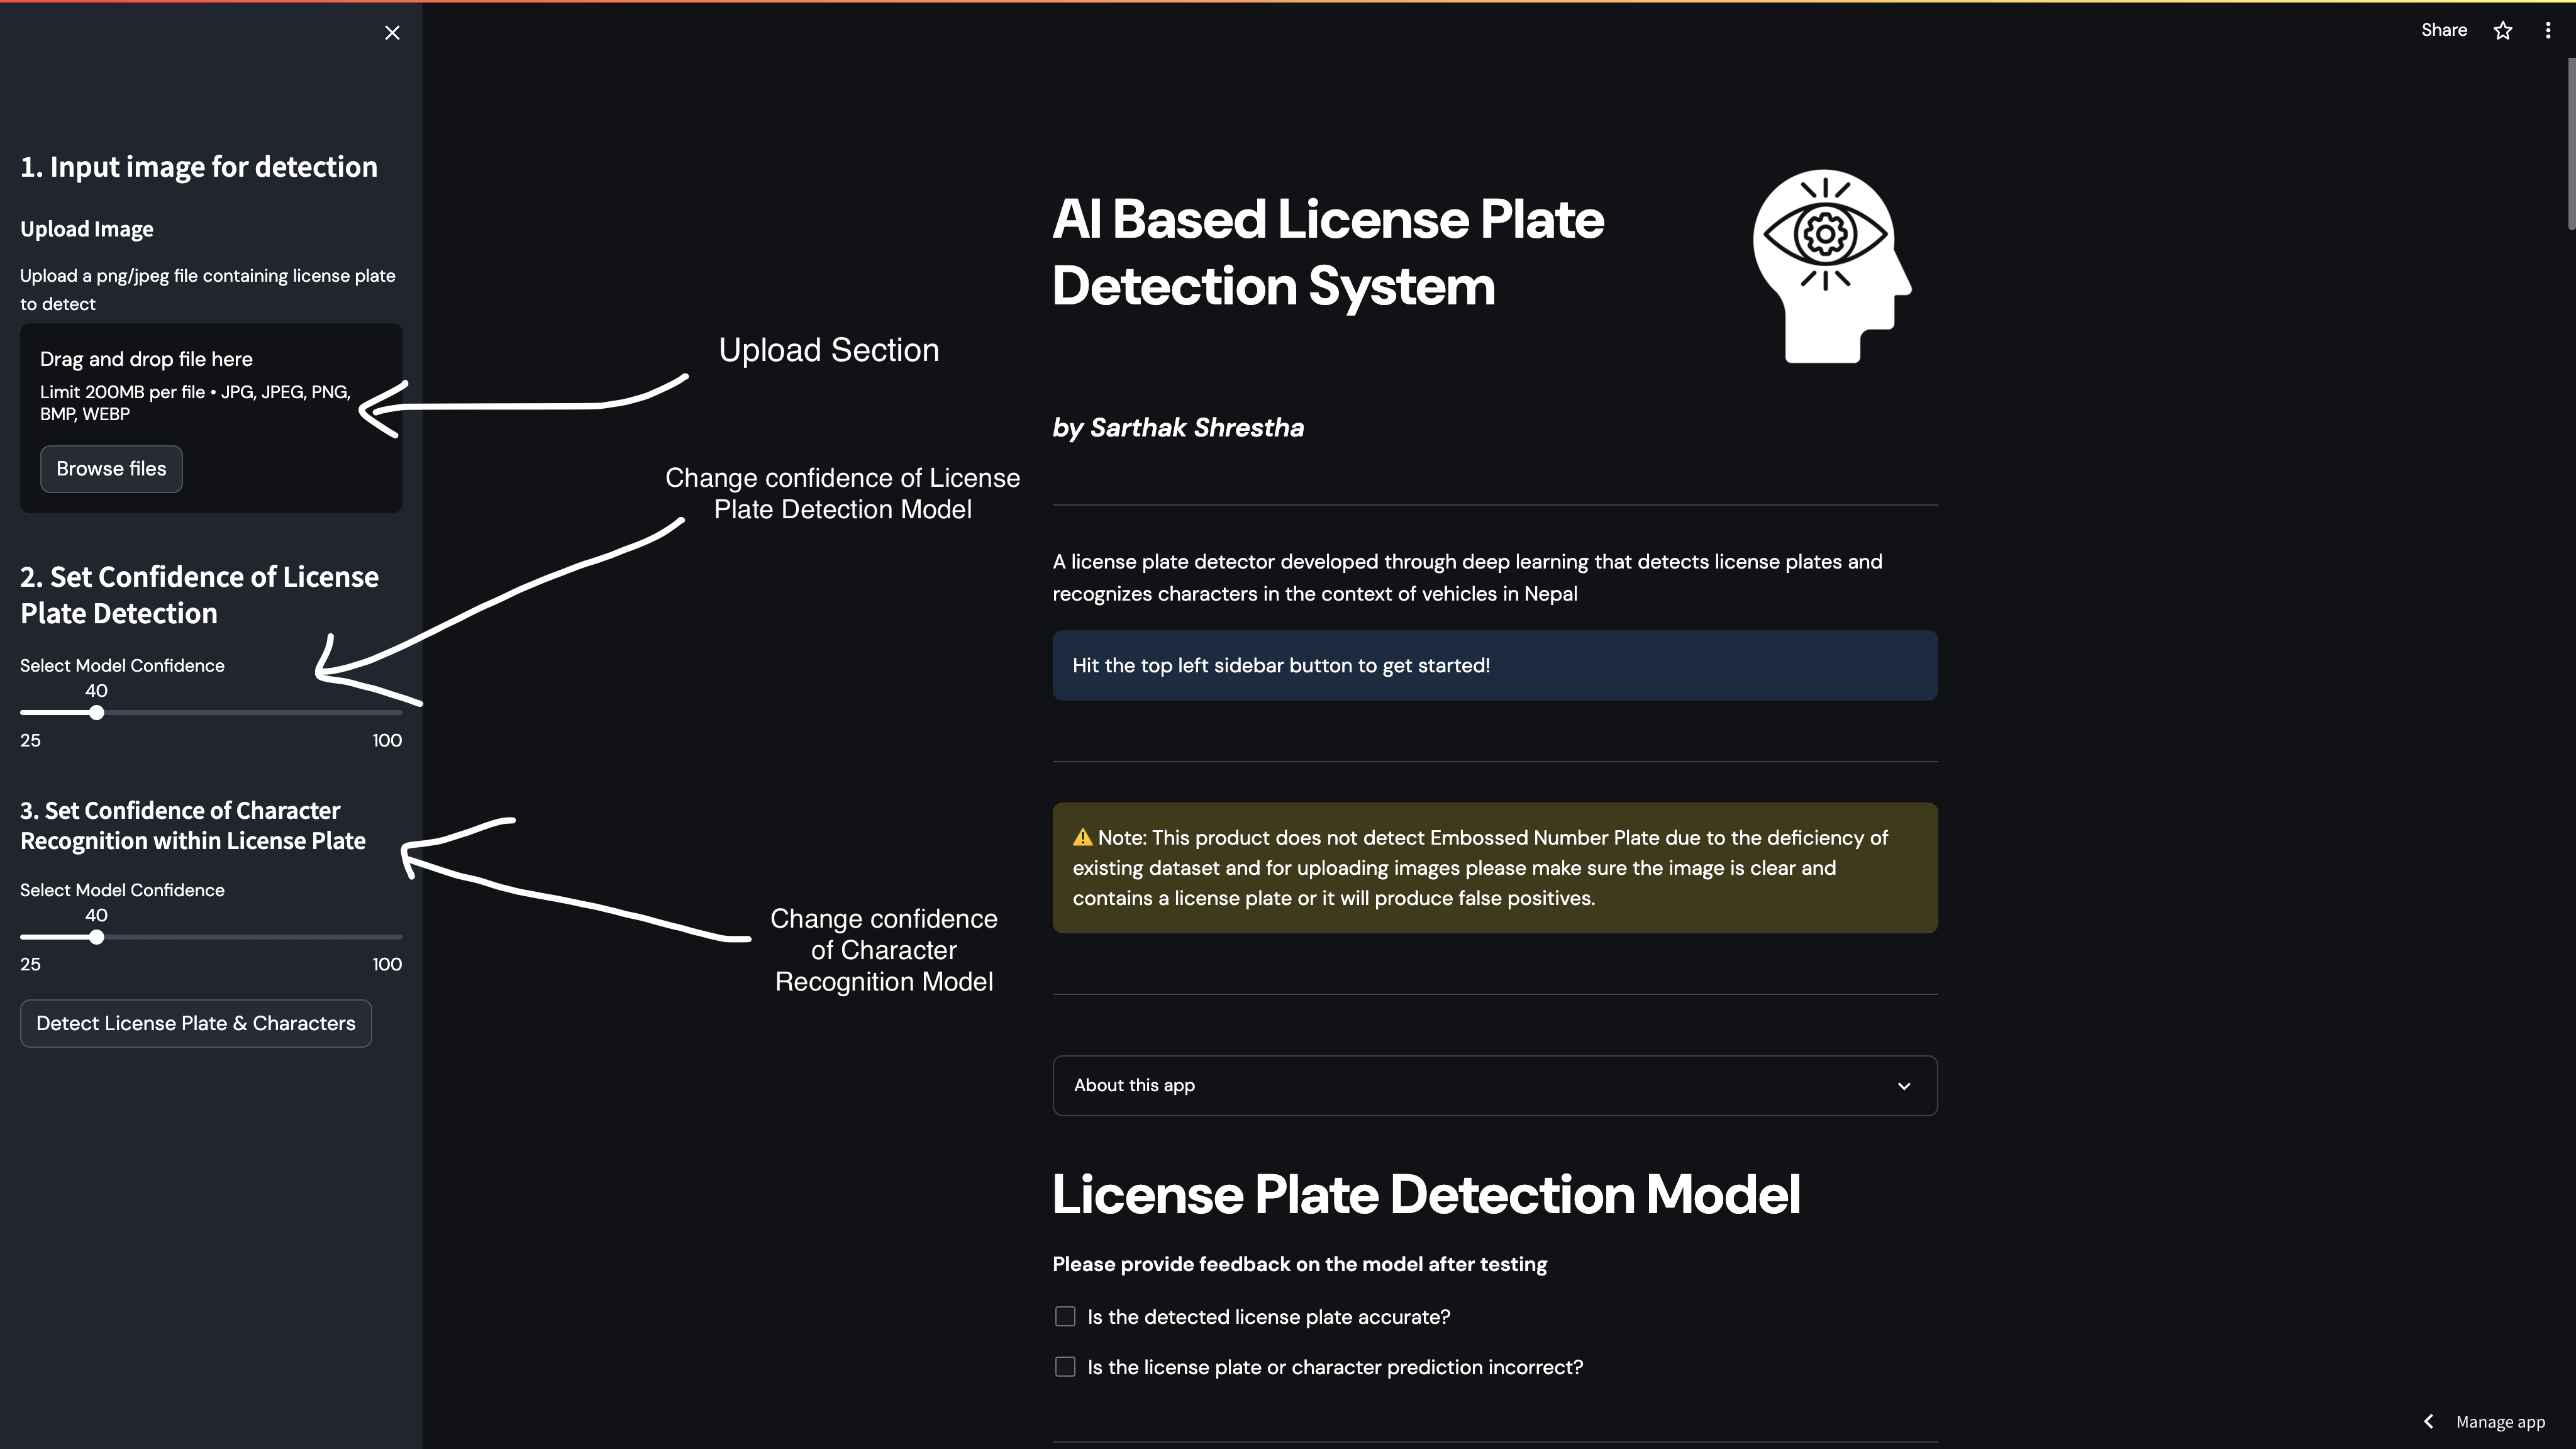 1. Input image for detection
Upload Image
Upload a png/jpeg file containing license plate
to detect
Drag and drop file here
Limit 200MB per file • JPG, JPEG, PNG,
BMP, WEBP
Browse files
2. Set Confidence of License
Plate Detection
Select Model Confidence
40
25 100
3. Set Confidence of Character
Recognition within License Plate
Select Model Confidence
40
25 100
Detect License Plate & Characters
Upload Section
Change confidence of License
Plate Detection Model
Change confidence
of Character
Recognition Model
Share
AI Based License Plate
Detection System
by Sarthak Shrestha
A license plate detector developed through deep learning that detects license plates and
recognizes characters in the context of vehicles in Nepal
Hit the top left sidebar button to get started!
⚠️ Note: This product does not detect Embossed Number Plate due to the deficiency of
existing dataset and for uploading images please make sure the image is clear and
contains a license plate or it will produce false positives.
About this app
License Plate Detection Model
Please provide feedback on the model after testing
Is the detected license plate accurate?
Is the license plate or character prediction incorrect?
Manage app